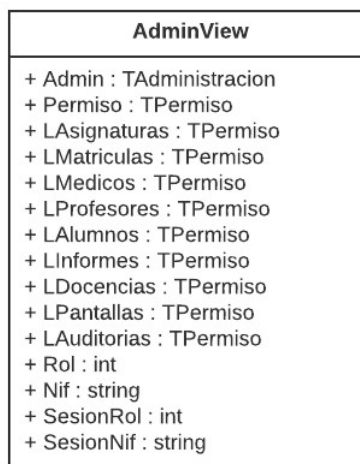 AdminView
+ Admin : TAdministracion
+ Permiso : TPermiso
+ LAsignaturas : TPermiso
+ LMatriculas : TPermiso
+ LMedicos : TPermiso
+ LProfesores : TPermiso
+ LAlumnos : TPermiso
+ LInformes : TPermiso
+ LDocencias : TPermiso
+ LPantallas : TPermiso
+ LAuditorias : TPermiso
+ Rol : int
+ Nif : string
+ SesionRol : int
+ SesionNif : string